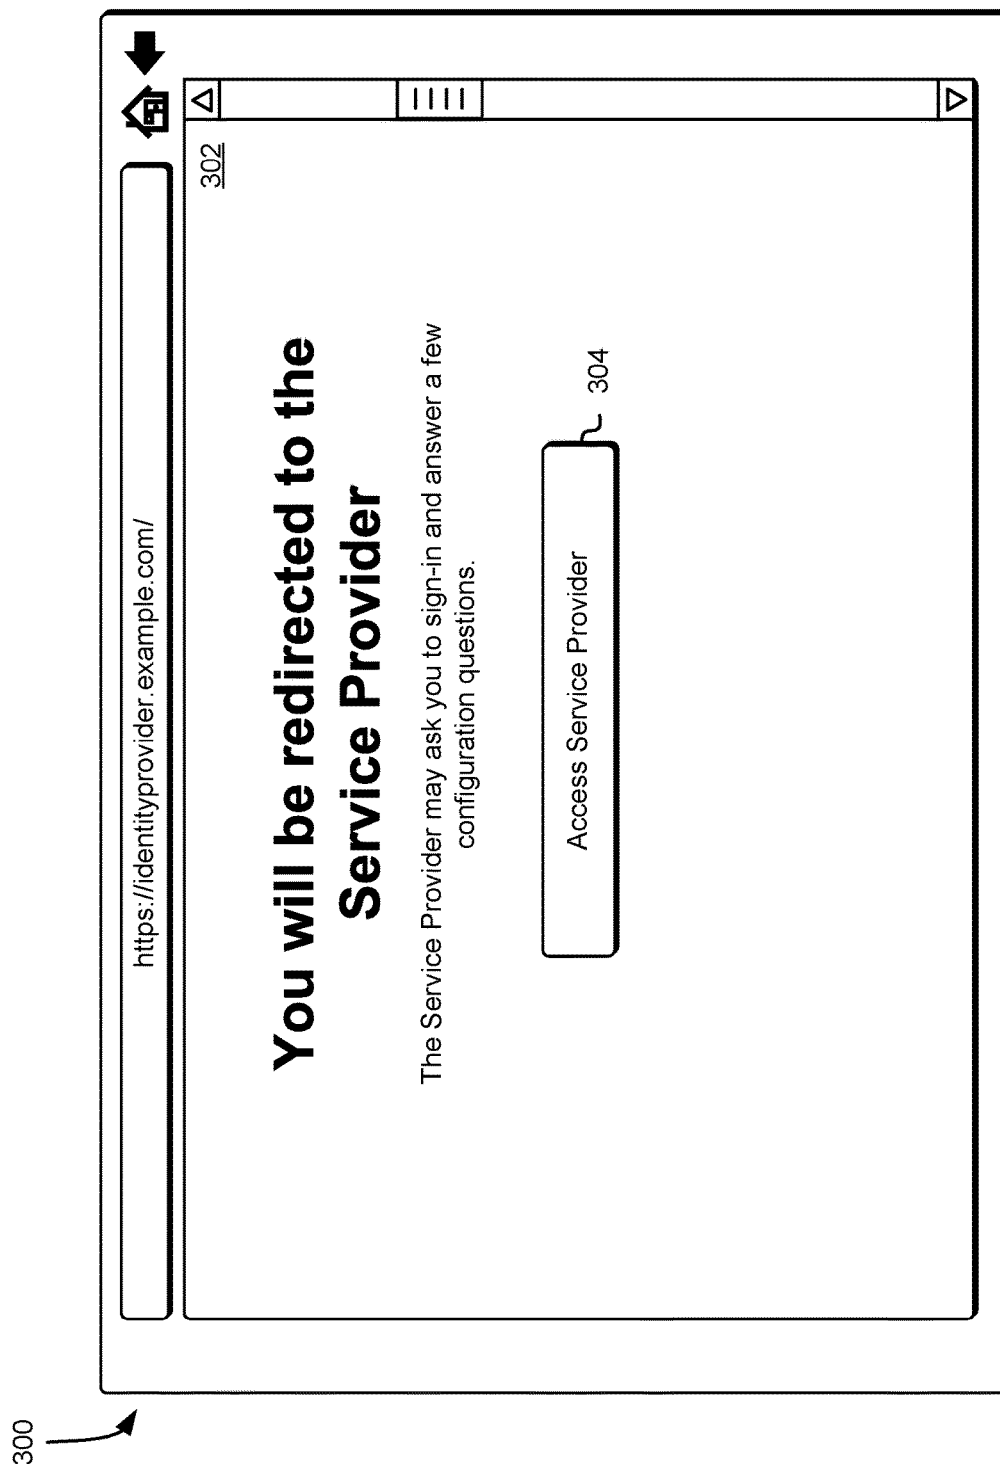 300
https://identityprovider.example.com/
302
You will be redirected to the
Service Provider
The Service Provider may ask you to sign-in and answer a few
configuration questions.
304
Access Service Provider